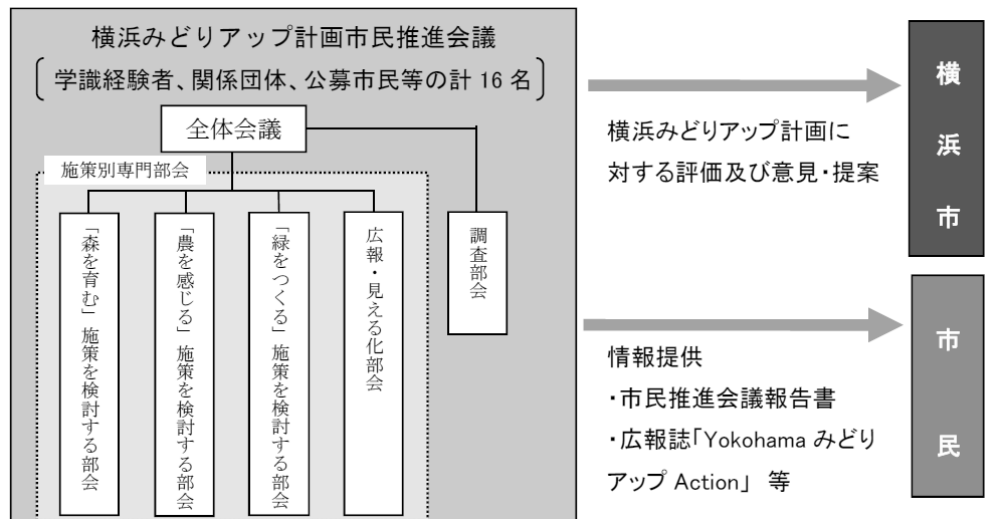 横浜みどりアップ計画市民推進会議
学識経験者、関係団体、公募市民等の計 16 名
全体会議
施策別専門部会
「森を育む」施策を検討する部会
「農を感じる」施策を検討する部会
「緑をつくる」施策を検討する部会
広報・見える化部会
調査部会
横浜みどりアップ計画に
対する評価及び意見・提案
横浜市
情報提供
・市民推進会議報告書
・広報誌「Yokohama みどり
アップ Action」 等
市民